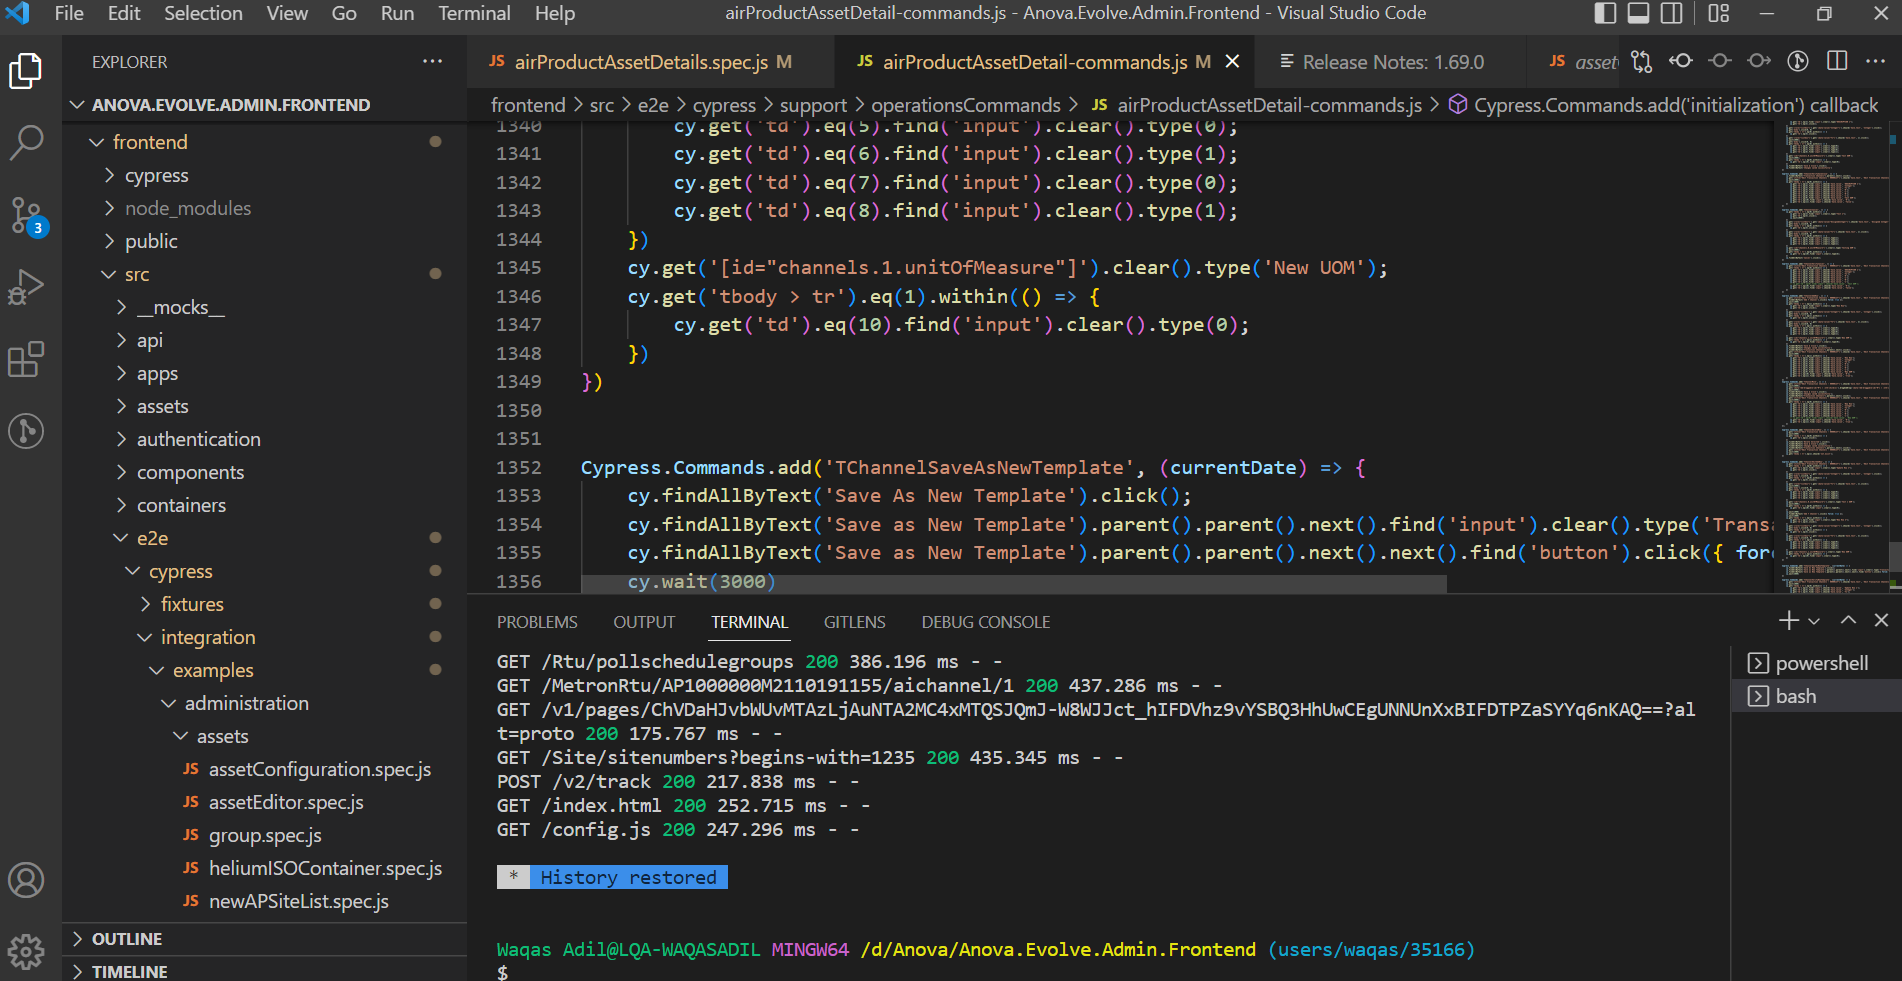 File Edit Selection View Go Run Terminal Help
airProductAssetDetail-commands.js - Anova.Evolve.Admin.Frontend - Visual Studio Code
EXPLORER
ANOVA.EVOLVE.ADMIN.FRONTEND
frontend
cypress
node_modules
public
src
__mocks__
api
apps
assets
authentication
components
containers
e2e
cypress
fixtures
integration
examples
administration
assets
JS assetConfiguration.spec.js
JS assetEditor.spec.js
JS group.spec.js
JS heliumISOContainer.spec.js
JS newAPSiteList.spec.js
OUTLINE
TIMELINE
3
JS airProductAssetDetails.spec.js M
JS airProductAssetDetail-commands.js M
Release Notes: 1.69.0
JS asset
frontend > src > e2e > cypress > support > operationsCommands > JS airProductAssetDetail-commands.js > Cypress.Commands.add('initialization') callback
1340 cy.get('td').eq(5).find('input').clear().type(0);
1341 cy.get('td').eq(6).find('input').clear().type(1);
1342 cy.get('td').eq(7).find('input').clear().type(0);
1343 cy.get('td').eq(8).find('input').clear().type(1);
1344 })
1345 cy.get('[id="channels.1.unitOfMeasure"]').clear().type('New UOM');
1346 cy.get('tbody > tr').eq(1).within(() => {
1347 cy.get('td').eq(10).find('input').clear().type(0);
1348 })
1349 })
1350
1351
1352 Cypress.Commands.add('TChannelSaveAsNewTemplate', (currentDate) => {
1353 cy.findAllByText('Save As New Template').click();
1354 cy.findAllByText('Save as New Template').parent().parent().next().find('input').clear().type('Transa
1355 cy.findAllByText('Save as New Template').parent().parent().next().next().find('button').click({ for
1356 cy.wait(3000)
PROBLEMS OUTPUT TERMINAL GITLENS DEBUG CONSOLE
GET /Rtu/pollschedulegroups 200 386.196 ms - -
GET /MetronRtu/AP1000000M2110191155/aichannel/1 200 437.286 ms - -
GET /v1/pages/ChVDaHJvbWUvMTAzLjAuNTA2MC4xMTQSJQmJ-W8WJJct_hIFDVhz9vYSBQ3HhUwCEgUNNUnXxBIFDTPZaSYYq6nKAQ==?al
t=proto 200 175.767 ms - -
GET /Site/sitenumbers?begins-with=1235 200 435.345 ms - -
POST /v2/track 200 217.838 ms - -
GET /index.html 200 252.715 ms - -
GET /config.js 200 247.296 ms - -
* History restored
Waqas Adil@LQA-WAQASADIL MINGW64 /d/Anova/Anova.Evolve.Admin.Frontend (users/waqas/35166)
$
powershell
bash